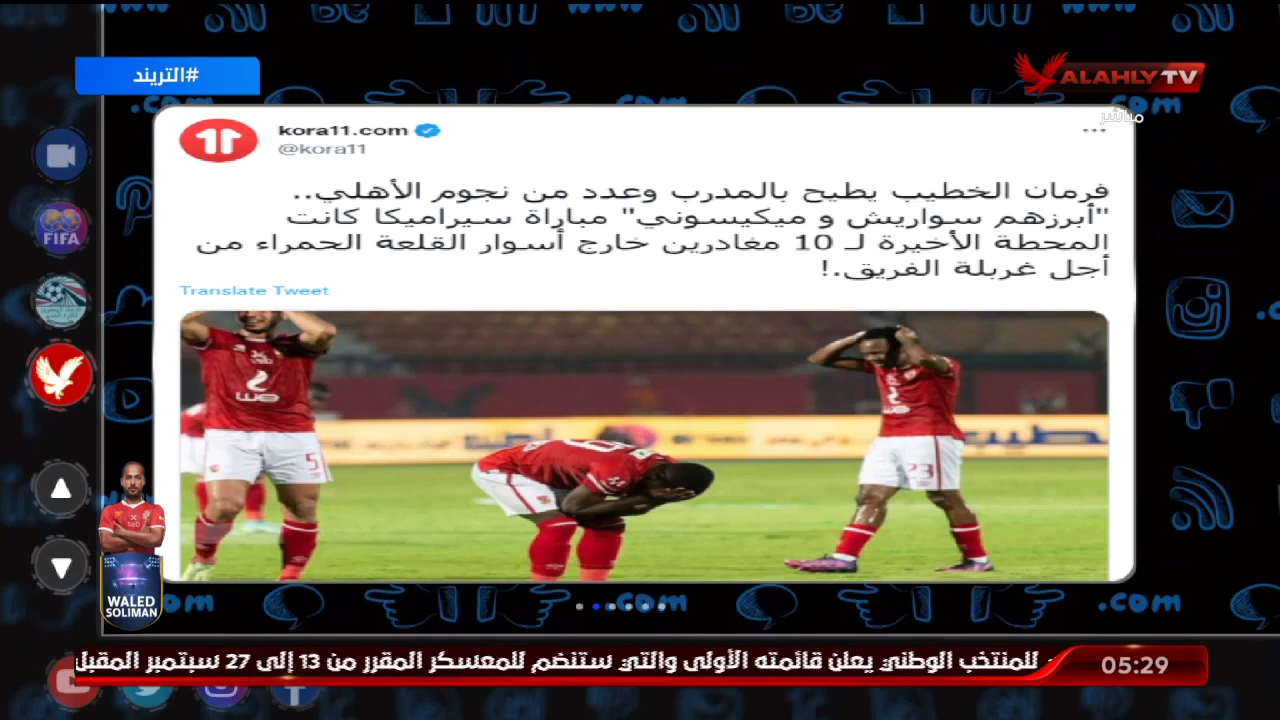 #التريند
ALAHLY TV
مباشر
kora11.com
@kora11
فرمان الخطيب يطيح بالمدرب وعدد من نجوم الأهلي..
"أبرزهم سواريش و ميكيسوني" مباراة سيراميكا كانت
المحطة الأخيرة لـ 10 مغادرين خارج أسوار القلعة الحمراء من
أجل غربلة الفريق.!
Translate Tweet
FIFA
5
23
WALED
SOLIMAN
للمنتخب الوطني يعلن قائمته الأولى والتي ستنضم للمعسكر المقرر من 13 إلى 27 سبتمبر المقبل
05:29